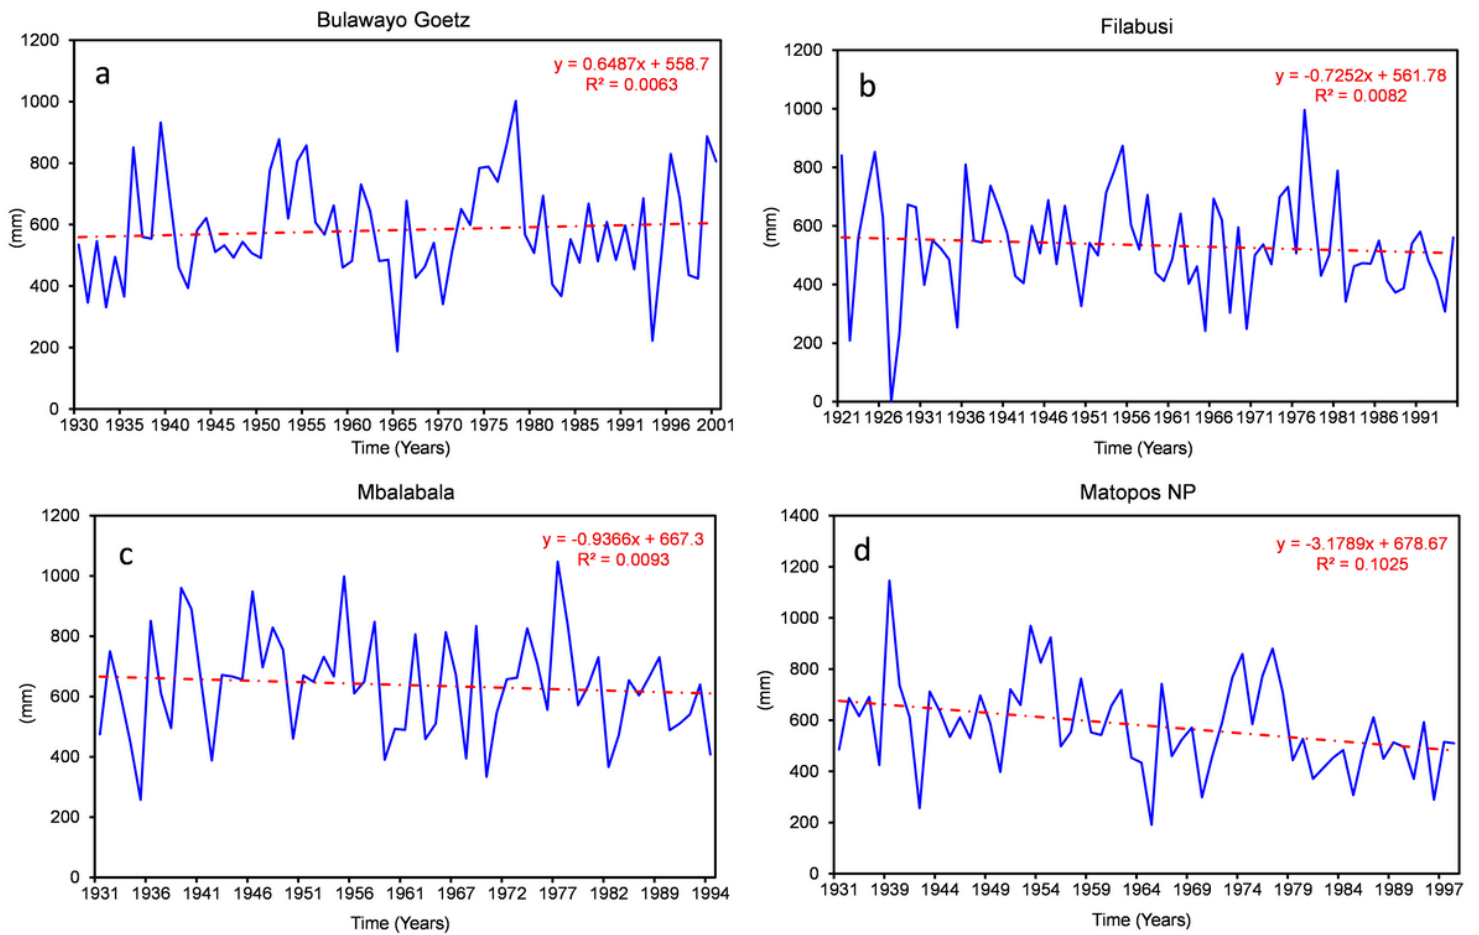 Bulawayo Goetz
a
y = 0.6487x + 558.7
R² = 0.0063
1200
1000
800
600
400
200
0
(mm)
1930 1935 1940 1945 1950 1955 1960 1965 1970 1975 1980 1985 1991 1996 2001
Time (Years)
Filabusi
b
y = -0.7252x + 561.78
R² = 0.0082
1200
1000
800
600
400
200
0
(mm)
1921 1926 1931 1936 1941 1946 1951 1956 1961 1966 1971 1976 1981 1986 1991
Time (Years)
Mbalabala
c
y = -0.9366x + 667.3
R² = 0.0093
1200
1000
800
600
400
200
0
(mm)
1931 1936 1941 1946 1951 1956 1961 1967 1972 1977 1982 1989 1994
Time (Years)
Matopos NP
d
y = -3.1789x + 678.67
R² = 0.1025
1400
1200
1000
800
600
400
200
0
(mm)
1931 1939 1944 1949 1954 1959 1964 1969 1974 1979 1984 1989 1997
Time (Years)